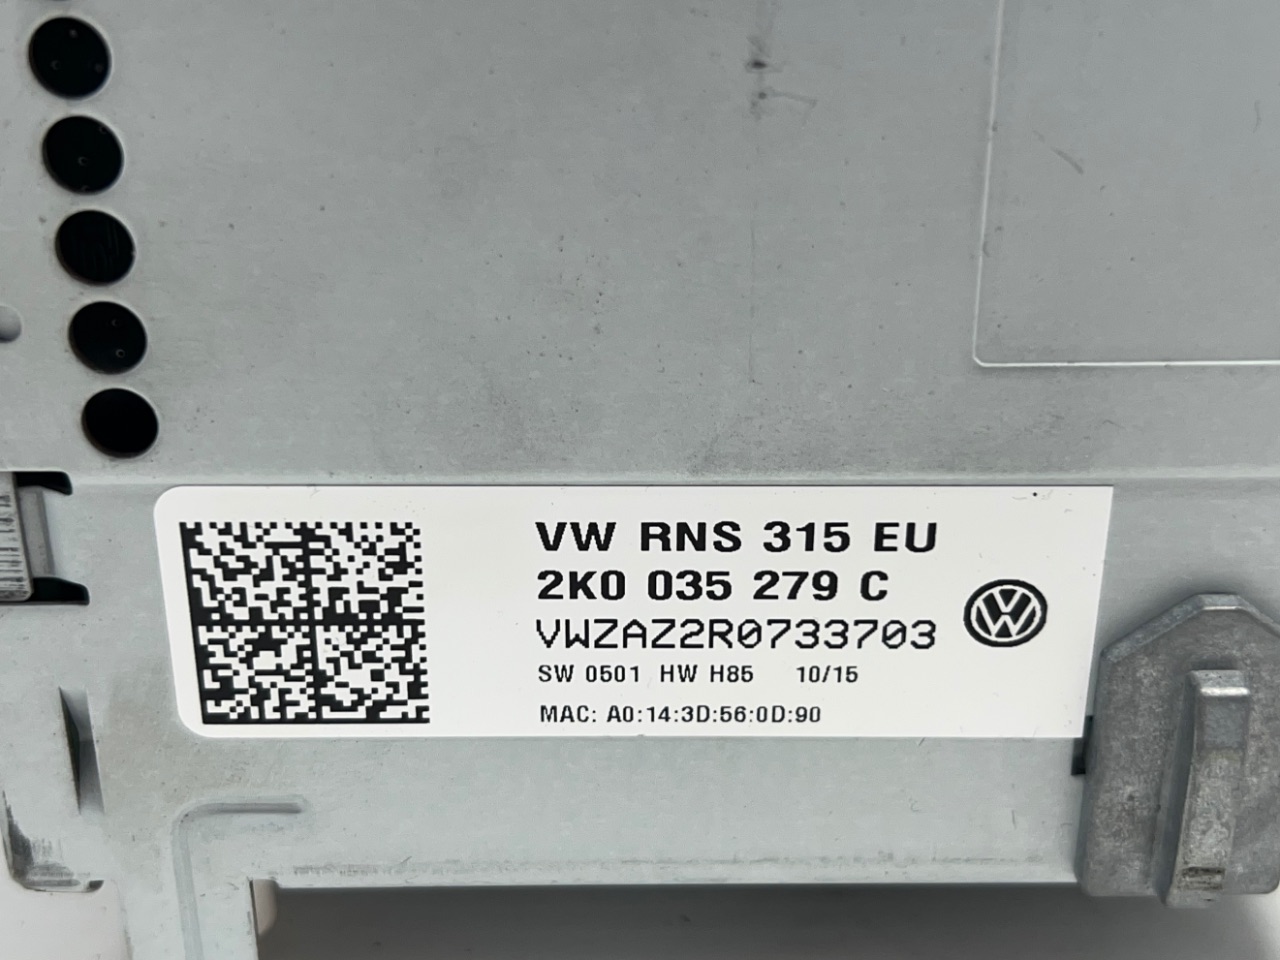 VW RNS 315 EU
2K0 035 279 C
VWZAZ2R0733703
SW 0501 HW H85 10/15
MAC: A0:14:3D:56:0D:90